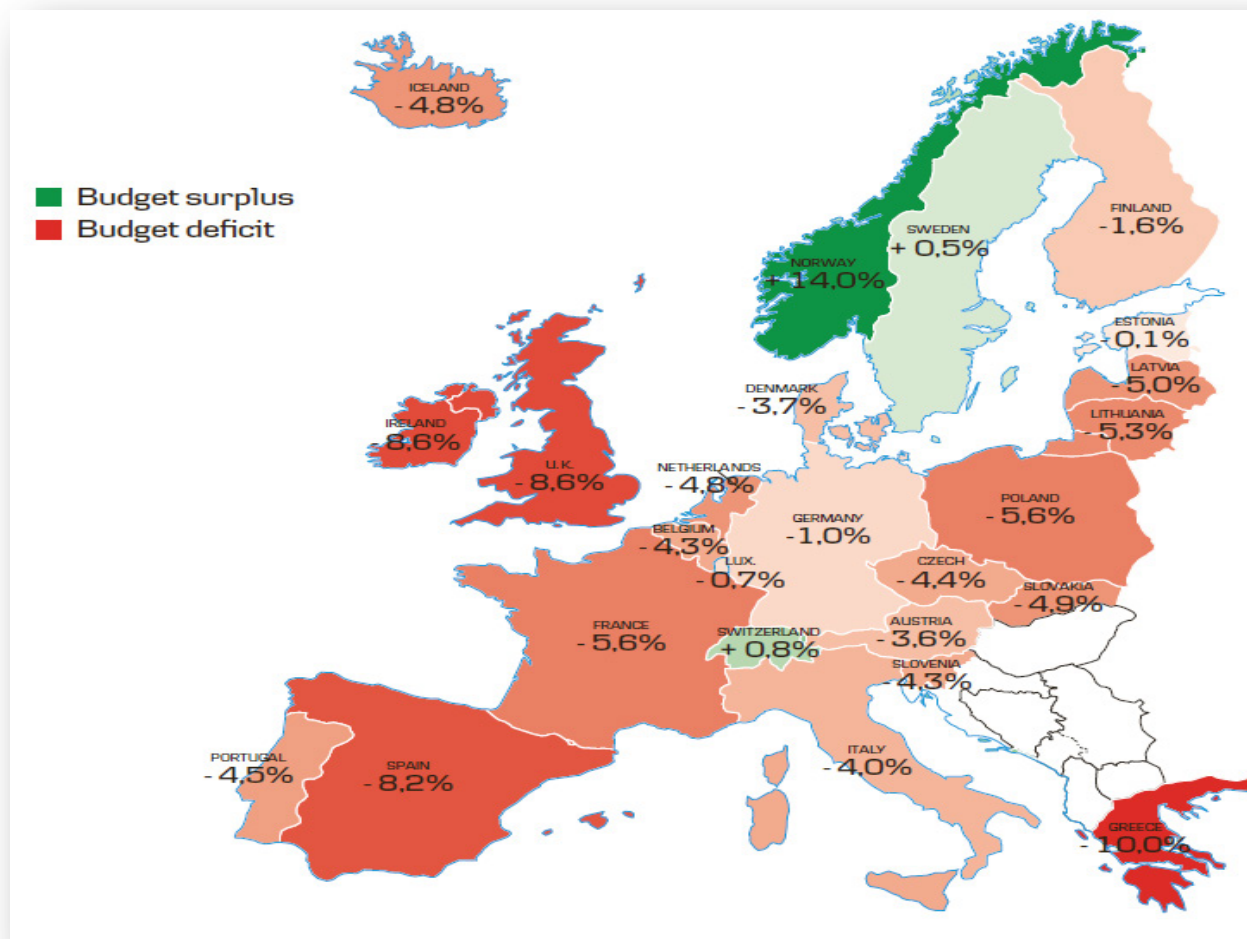 ICELAND
- 4,8%
Budget surplus
Budget deficit
FINLAND
-1,6%
SWEDEN
+ 0,5%
NORWAY
+ 14,0%
ESTONIA
- 0,1%
LATVIA
- 5,0%
DENMARK
- 3,7%
LITHUANIA
- 5,3%
IRELAND
- 8,6%
U.K.
- 8,6%
NETHERLANDS
- 4,8%
POLAND
- 5,6%
GERMANY
-1,0%
BELGIUM
- 4,3%
LUX.
- 0,7%
CZECH
- 4,4%
SLOVAKIA
- 4,9%
FRANCE
- 5,6%
SWITZERLAND
+ 0,8%
AUSTRIA
- 3,6%
SLOVENIA
- 4,3%
PORTUGAL
- 4,5%
SPAIN
- 8,2%
ITALY
- 4,0%
GREECE
- 10,0%